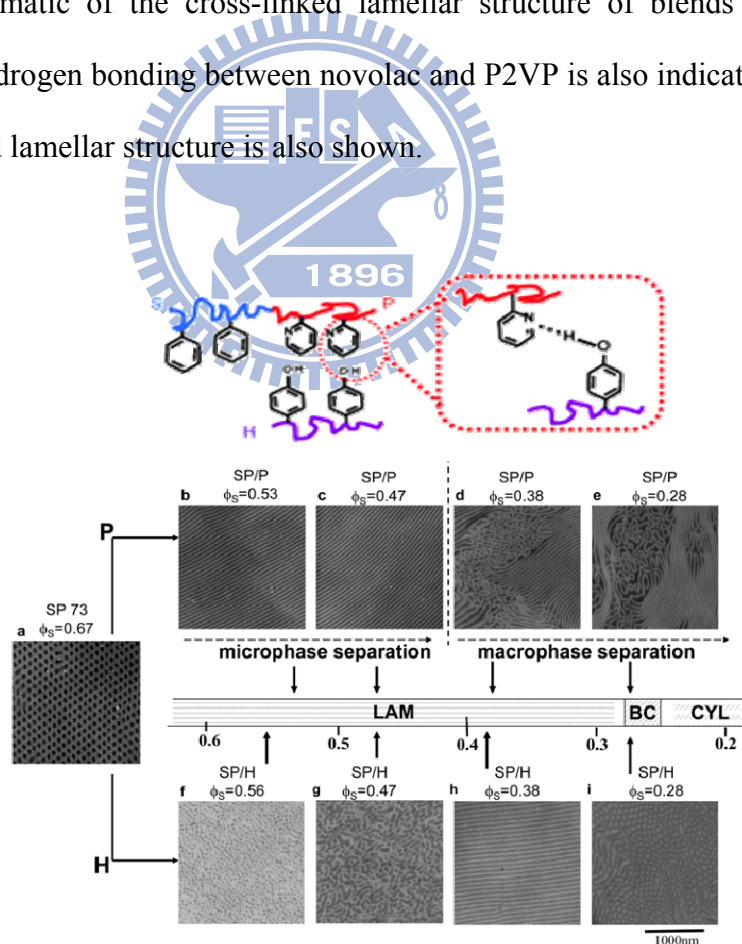 matic of the cross-linked lamellar structure of blends
drogen bonding between novolac and P2VP is also indicat
l lamellar structure is also shown.
E S A
1896
S P
N N N H O
OH OH
H
SP/P SP/P SP/P SP/P
b ϕS=0.53 c ϕS=0.47 d ϕS=0.38 e ϕS=0.28
P
SP 73
a ϕS=0.67
microphase separation macrophase separation
LAM BC CYL
0.6 0.5 0.4 0.3 0.2
SP/H SP/H SP/H SP/H
f ϕS=0.56 g ϕS=0.47 h ϕS=0.38 i ϕS=0.28
H
1000nm